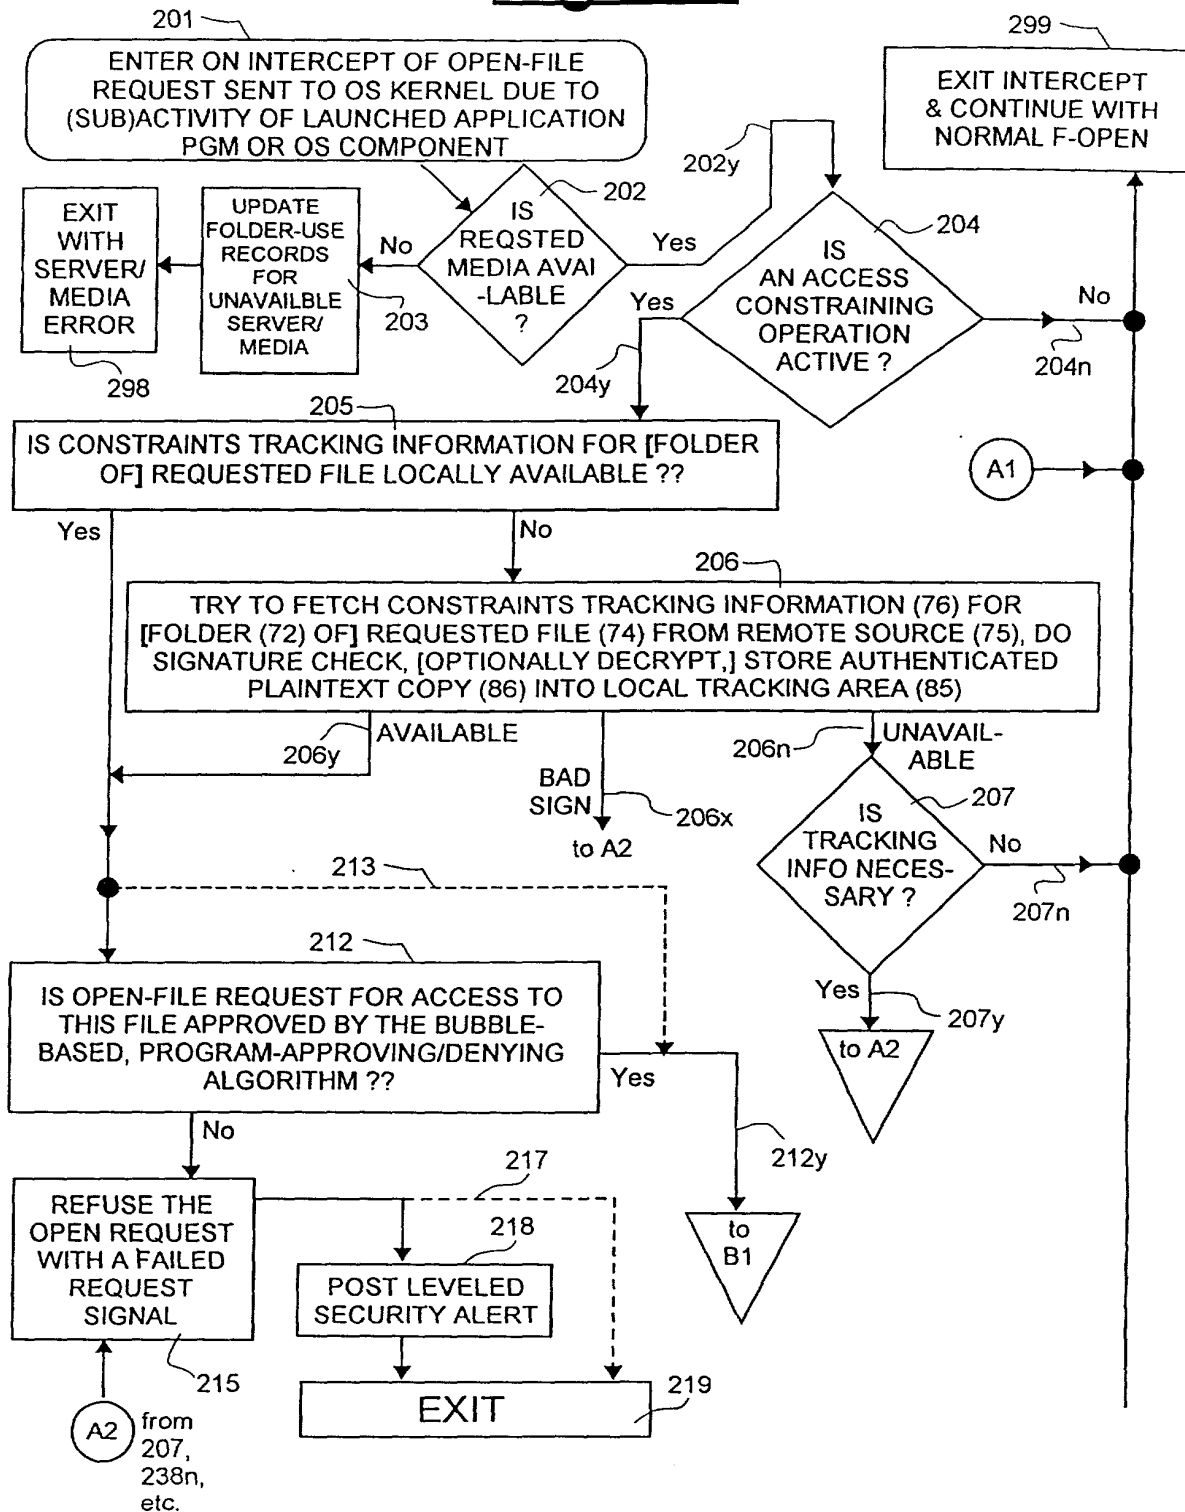 201
ENTER ON INTERCEPT OF OPEN-FILE
REQUEST SENT TO OS KERNEL DUE TO
(SUB)ACTIVITY OF LAUNCHED APPLICATION
PGM OR OS COMPONENT
299
EXIT INTERCEPT
& CONTINUE WITH
NORMAL F-OPEN
202y
202
IS
REQSTED
MEDIA AVAI
-LABLE
?
No
Yes
UPDATE
FOLDER-USE
RECORDS
FOR
UNAVAILBLE
SERVER/
MEDIA
203
EXIT
WITH
SERVER/
MEDIA
ERROR
298
204
IS
AN ACCESS
CONSTRAINING
OPERATION
ACTIVE ?
Yes
204y
No
204n
205
IS CONSTRAINTS TRACKING INFORMATION FOR [FOLDER
OF] REQUESTED FILE LOCALLY AVAILABLE ??
A1
Yes
No
206
TRY TO FETCH CONSTRAINTS TRACKING INFORMATION (76) FOR
[FOLDER (72) OF] REQUESTED FILE (74) FROM REMOTE SOURCE (75), DO
SIGNATURE CHECK, [OPTIONALLY DECRYPT,] STORE AUTHENTICATED
PLAINTEXT COPY (86) INTO LOCAL TRACKING AREA (85)
206y
AVAILABLE
BAD
SIGN
206x
to A2
206n
UNAVAIL-
ABLE
207
IS
TRACKING
INFO NECES-
SARY ?
No
207n
Yes
207y
to A2
213
212
IS OPEN-FILE REQUEST FOR ACCESS TO
THIS FILE APPROVED BY THE BUBBLE-
BASED, PROGRAM-APPROVING/DENYING
ALGORITHM ??
Yes
212y
to
B1
No
REFUSE THE
OPEN REQUEST
WITH A FAILED
REQUEST
SIGNAL
215
217
218
POST LEVELED
SECURITY ALERT
EXIT
219
A2
from
207,
238n,
etc.